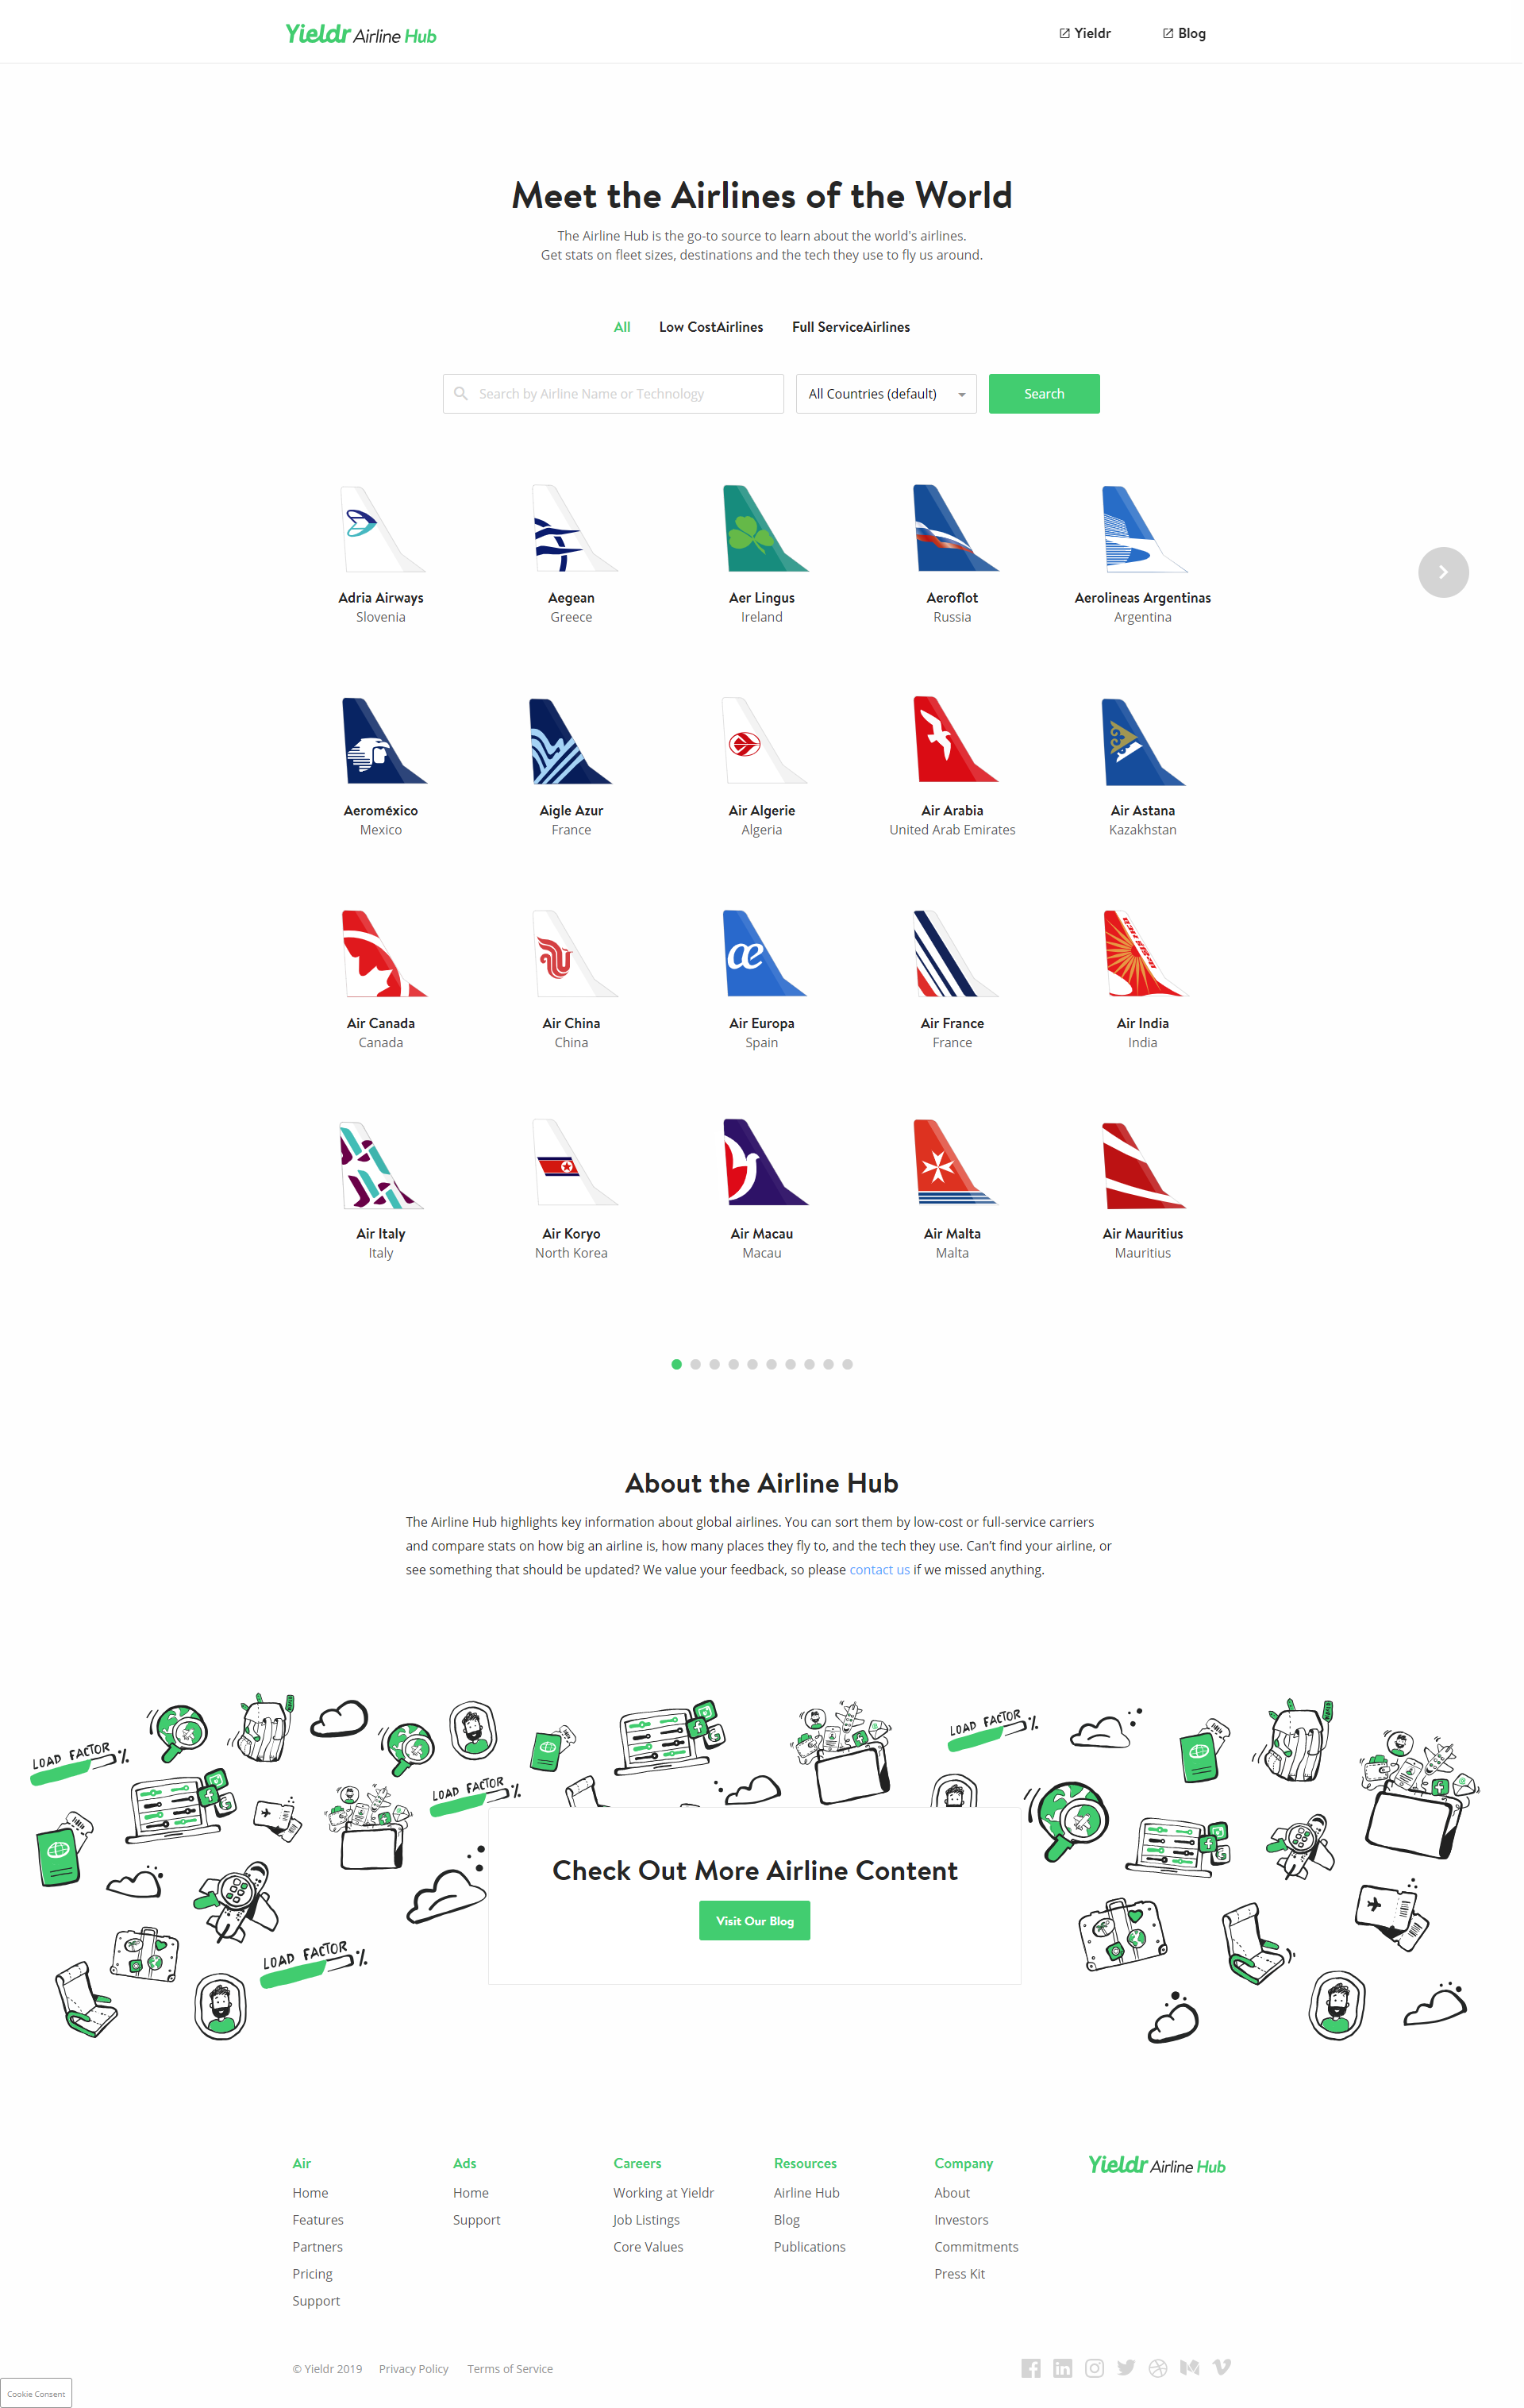 Yieldr Airline Hub
Yieldr
Blog
Meet the Airlines of the World
The Airline Hub is the go-to source to learn about the world's airlines.
Get stats on fleet sizes, destinations and the tech they use to fly us around.
All
Low CostAirlines
Full ServiceAirlines
Search by Airline Name or Technology
All Countries (default)
Search
Adria Airways
Slovenia
Aegean
Greece
Aer Lingus
Ireland
Aeroflot
Russia
Aerolineas Argentinas
Argentina
Aeroméxico
Mexico
Aigle Azur
France
Air Algerie
Algeria
Air Arabia
United Arab Emirates
Air Astana
Kazakhstan
Air Canada
Canada
Air China
China
æ
Air Europa
Spain
Air France
France
Air India
India
Air Italy
Italy
Air Koryo
North Korea
Air Macau
Macau
Air Malta
Malta
Air Mauritius
Mauritius
About the Airline Hub
The Airline Hub highlights key information about global airlines. You can sort them by low-cost or full-service carriers
and compare stats on how big an airline is, how many places they fly to, and the tech they use. Can't find your airline, or
see something that should be updated? We value your feedback, so please contact us if we missed anything.
LOAD FACTOR %
LOAD FACTOR %
LOAD FACTOR %
LOAD FACTOR %
Check Out More Airline Content
Visit Our Blog
Air
Home
Features
Partners
Pricing
Support
Ads
Home
Support
Careers
Working at Yieldr
Job Listings
Core Values
Resources
Airline Hub
Blog
Publications
Company
About
Investors
Commitments
Press Kit
Yieldr Airline Hub
© Yieldr 2019
Privacy Policy
Terms of Service
Cookie Consent